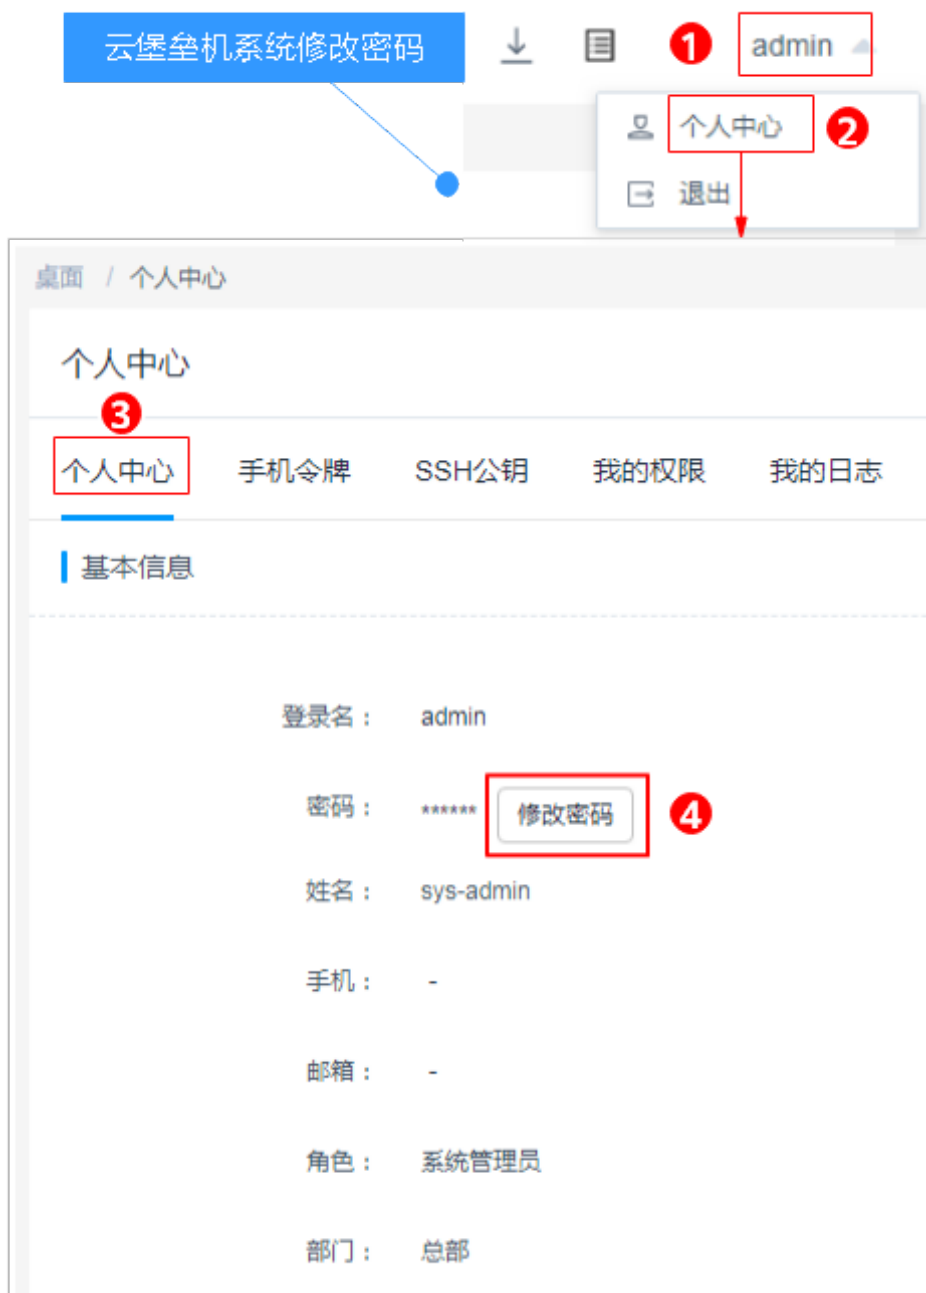 云堡垒机系统修改密码
1 admin
个人中心 2
退出
桌面 / 个人中心
个人中心
3
个人中心 手机令牌 SSH公钥 我的权限 我的日志
基本信息
登录名： admin
密码： ****** 修改密码 4
姓名： sys-admin
手机： -
邮箱： -
角色： 系统管理员
部门： 总部